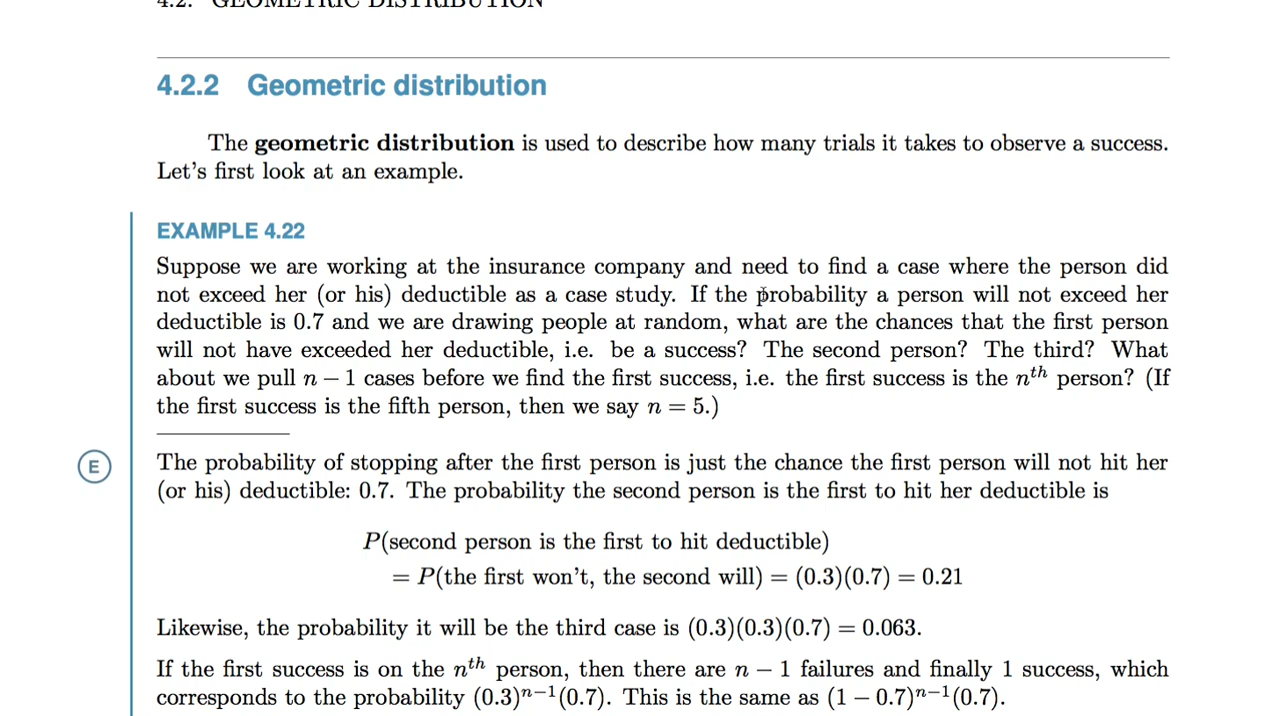 4.2. GEOMETRIC DISTRIBUTION
4.2.2 Geometric distribution
The geometric distribution is used to describe how many trials it takes to observe a success.
Let's first look at an example.
EXAMPLE 4.22
Suppose we are working at the insurance company and need to find a case where the person did
not exceed her (or his) deductible as a case study. If the probability a person will not exceed her
deductible is 0.7 and we are drawing people at random, what are the chances that the first person
will not have exceeded her deductible, i.e. be a success? The second person? The third? What
about we pull n − 1 cases before we find the first success, i.e. the first success is the nᵗʰ person? (If
the first success is the fifth person, then we say n = 5.)
E
The probability of stopping after the first person is just the chance the first person will not hit her
(or his) deductible: 0.7. The probability the second person is the first to hit her deductible is
P(second person is the first to hit deductible)
= P(the first won't, the second will) = (0.3)(0.7) = 0.21
Likewise, the probability it will be the third case is (0.3)(0.3)(0.7) = 0.063.
If the first success is on the nᵗʰ person, then there are n − 1 failures and finally 1 success, which
corresponds to the probability (0.3)ⁿ⁻¹(0.7). This is the same as (1 − 0.7)ⁿ⁻¹(0.7).